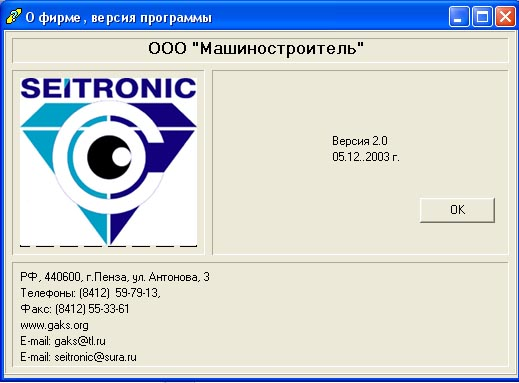 О фирме , версия программы
ООО "Машиностроитель"
SEITRONIC
Версия 2.0
05.12..2003 г.
OK
РФ, 440600, г.Пенза, ул. Антонова, 3
Телефоны: (8412) 59-79-13,
Факс: (8412) 55-33-61
www.gaks.org
E-mail: gaks@tl.ru
E-mail: seitronic@sura.ru